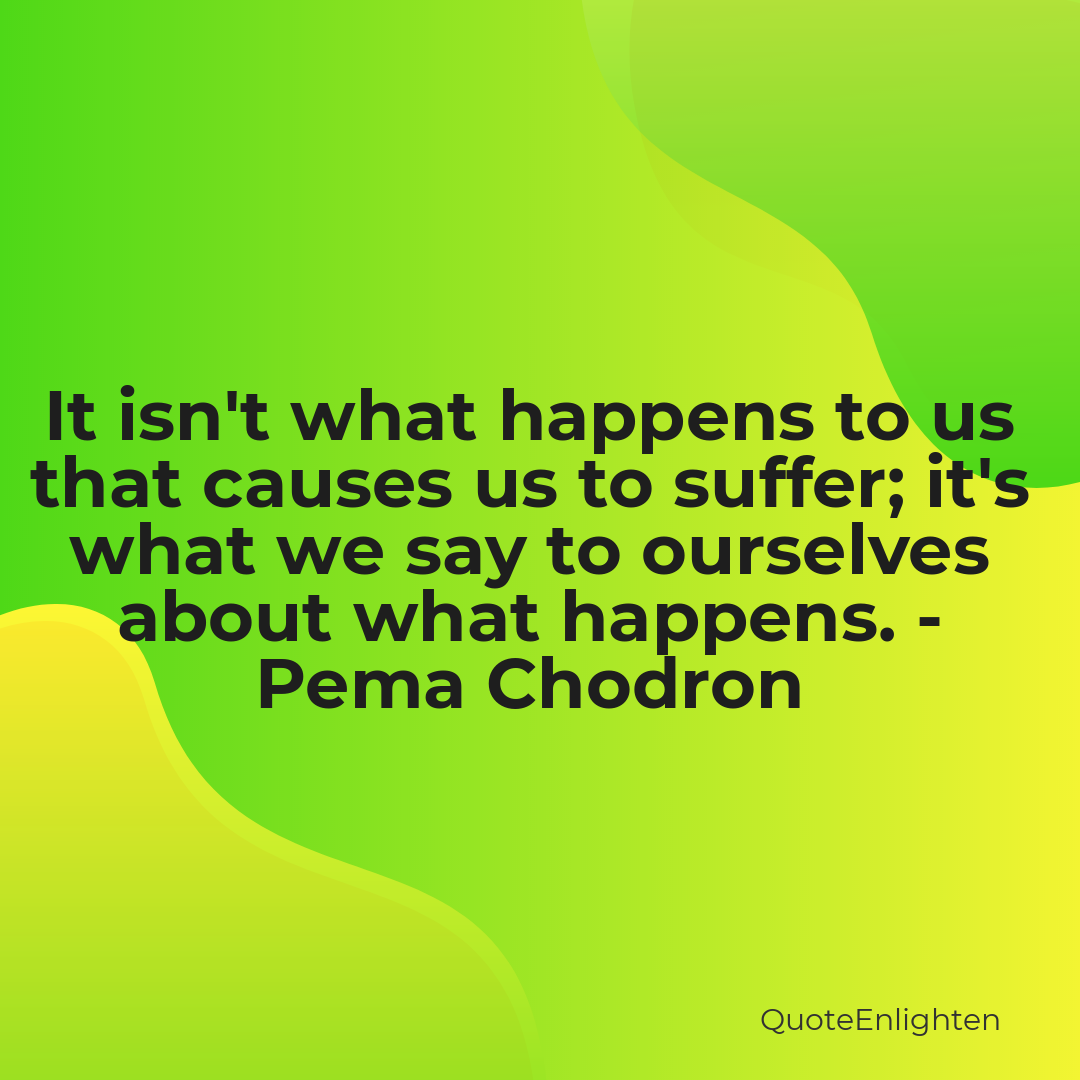 It isn't what happens to us
that causes us to suffer; it's
what we say to ourselves
about what happens. -
Pema Chodron
QuoteEnlighten